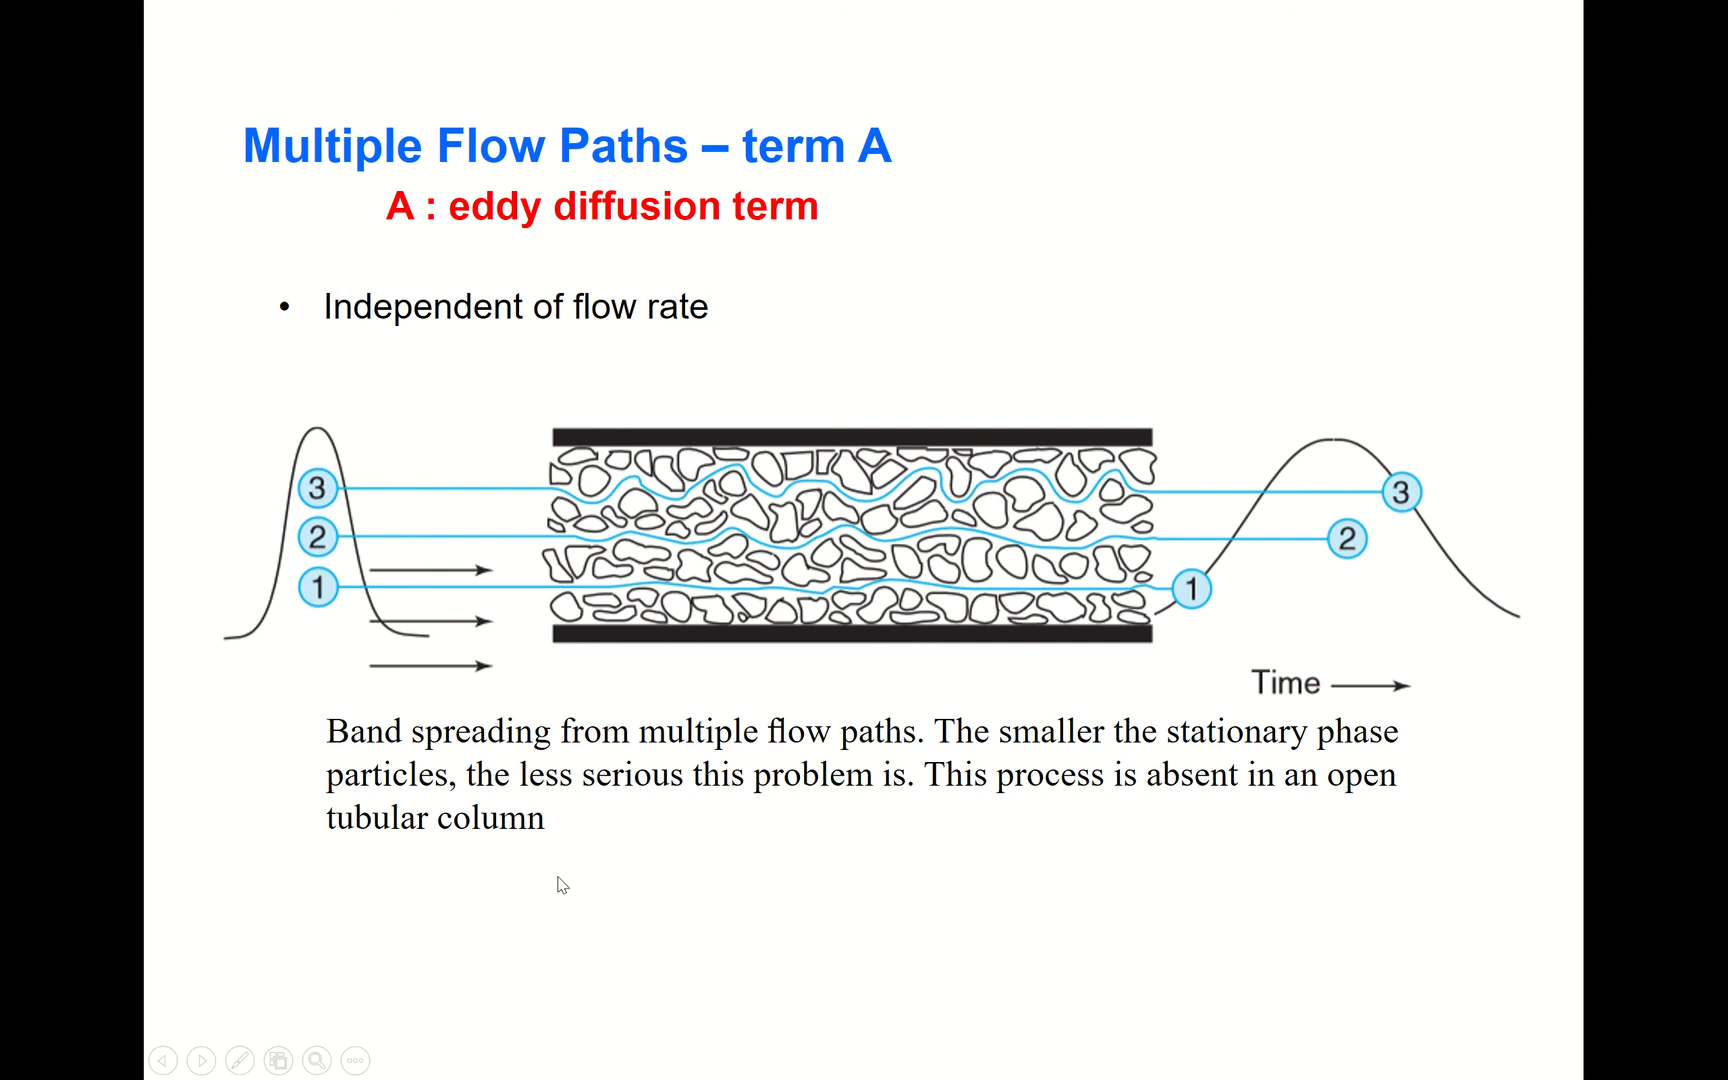 Multiple Flow Paths – term A
A : eddy diffusion term
• Independent of flow rate
3
3
2
2
1
1
Time
Band spreading from multiple flow paths. The smaller the stationary phase
particles, the less serious this problem is. This process is absent in an open
tubular column